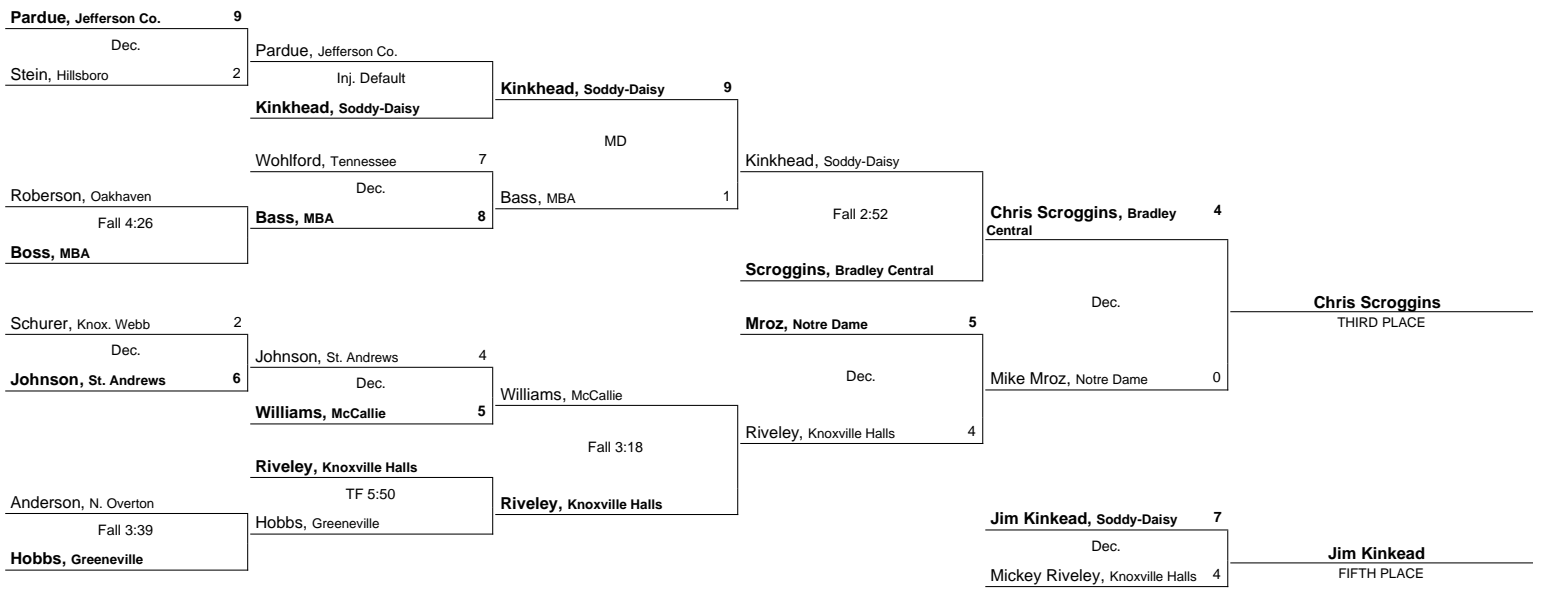 Pardue, Jefferson Co. 9
Dec.
Stein, Hillsboro 2
Roberson, Oakhaven
Fall 4:26
Boss, MBA
Schurer, Knox. Webb 2
Dec.
Johnson, St. Andrews 6
Anderson, N. Overton
Fall 3:39
Hobbs, Greeneville
Pardue, Jefferson Co.
Inj. Default
Kinkhead, Soddy-Daisy
Wohlford, Tennessee 7
Dec.
Bass, MBA 8
Johnson, St. Andrews 4
Dec.
Williams, McCallie 5
Riveley, Knoxville Halls
TF 5:50
Hobbs, Greeneville
Kinkhead, Soddy-Daisy 9
MD
Bass, MBA 1
Williams, McCallie
Fall 3:18
Riveley, Knoxville Halls
Kinkhead, Soddy-Daisy
Fall 2:52
Scroggins, Bradley Central
Mroz, Notre Dame 5
Dec.
Riveley, Knoxville Halls 4
Chris Scroggins, Bradley 4
Central
Dec.
Mike Mroz, Notre Dame 0
Chris Scroggins
THIRD PLACE
Jim Kinkead, Soddy-Daisy 7
Dec.
Mickey Riveley, Knoxville Halls 4
Jim Kinkead
FIFTH PLACE